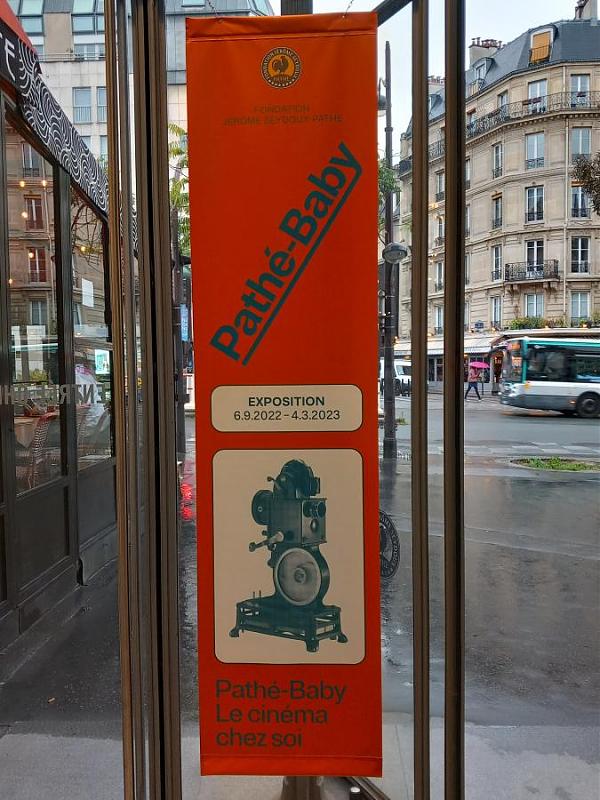 FONDATION
JÉRÔME SEYDOUX-PATHÉ
Pathé-Baby
EXPOSITION
6.9.2022-4.3.2023
Pathé-Baby
Le cinéma
chez soi